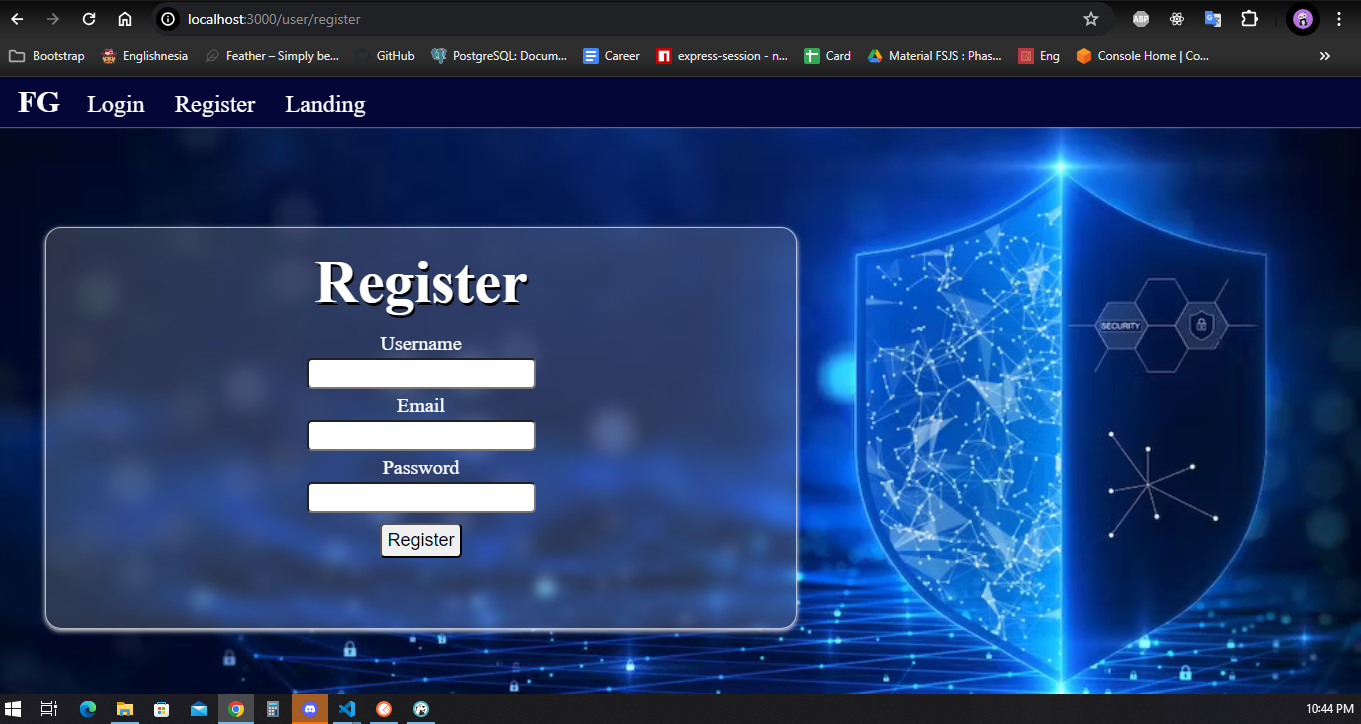 localhost:3000/user/register
ABP
Bootstrap Englishnesia Feather – Simply be... GitHub PostgreSQL: Docum... Career express-session - n... Card Material FSJS : Phas... Eng Console Home | Co... »
FG Login Register Landing
Register
Username
Email
Password
Register
SECURITY
10:44 PM